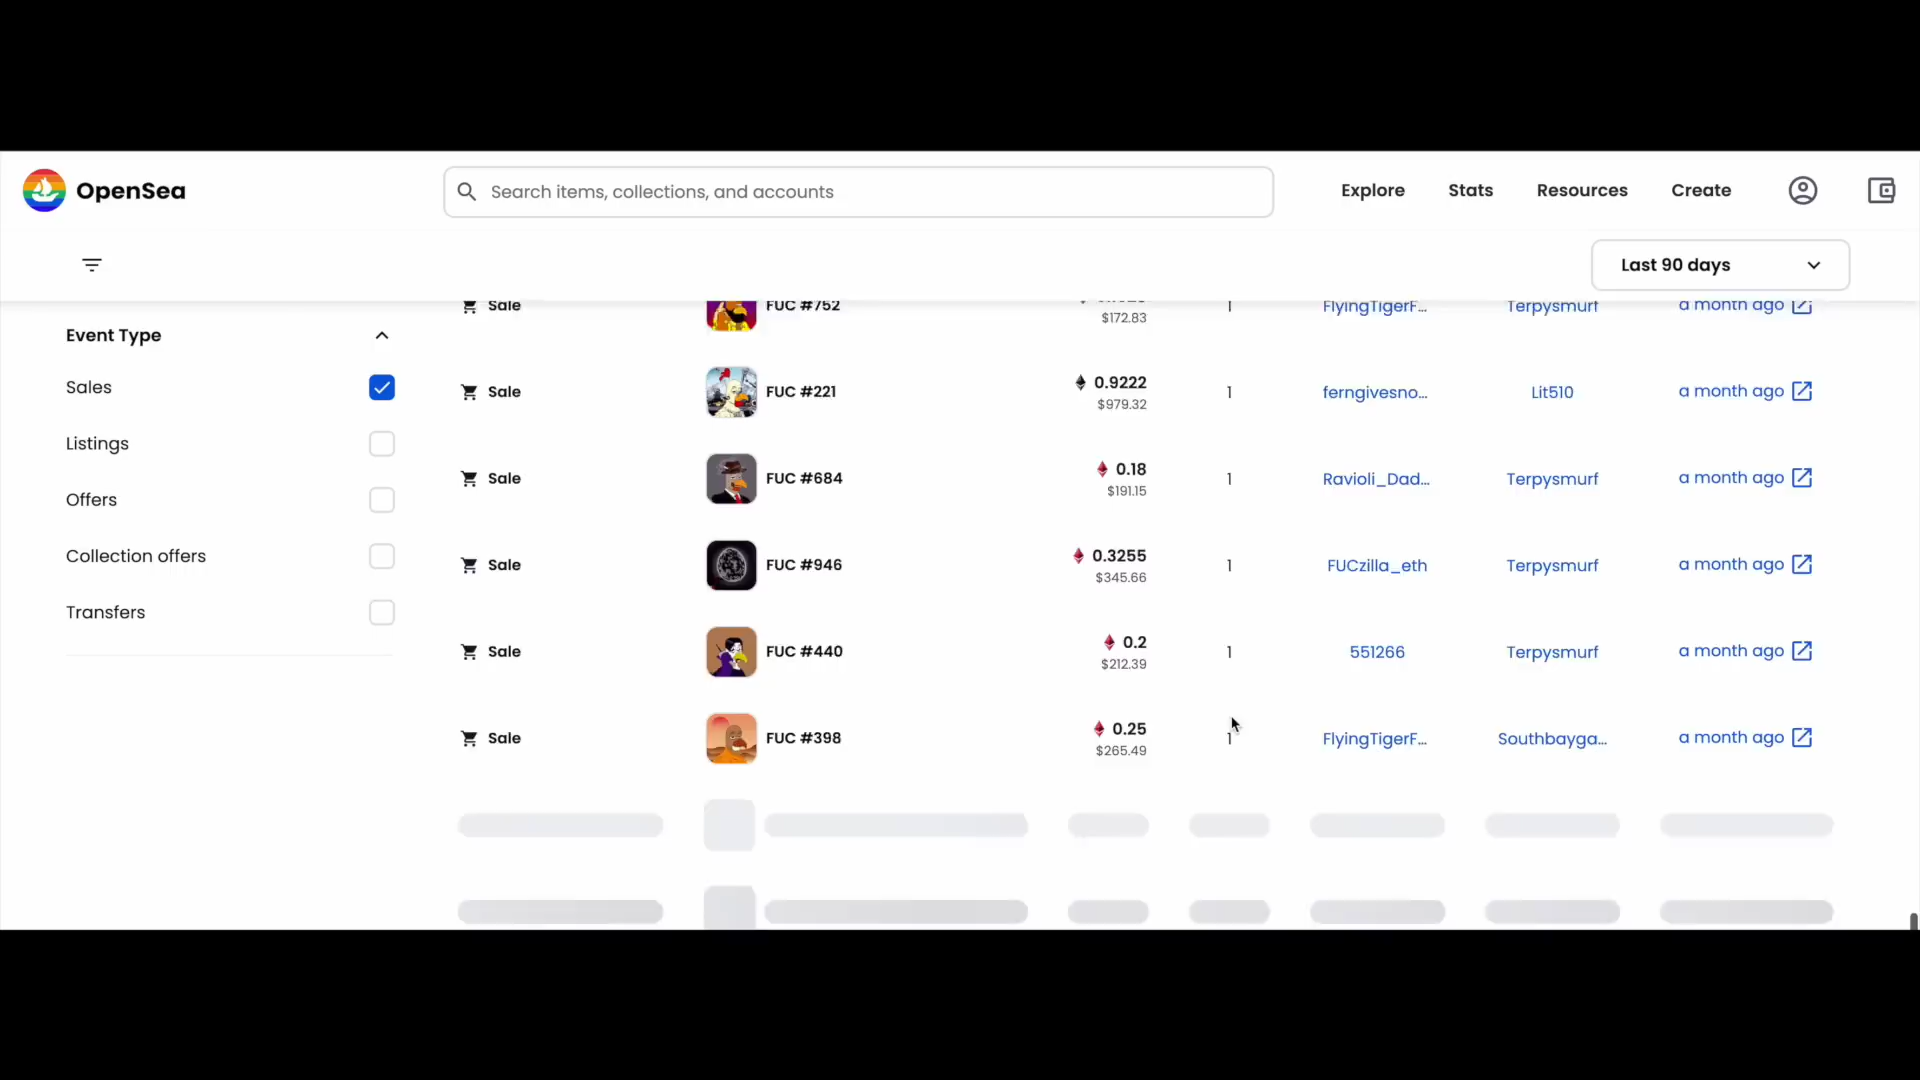 OpenSea
Search items, collections, and accounts
Explore
Stats
Resources
Create
Last 90 days
Event Type
Sales
Listings
Offers
Collection offers
Transfers
Sale FUC #752 $172.83 1 FlyingTigerF... Terpysmurf a month ago
Sale FUC #221 0.9222 $979.32 1 ferngivesno... Lit510 a month ago
Sale FUC #684 0.18 $191.15 1 Ravioli_Dad... Terpysmurf a month ago
Sale FUC #946 0.3255 $345.66 1 FUCzilla_eth Terpysmurf a month ago
Sale FUC #440 0.2 $212.39 1 551266 Terpysmurf a month ago
Sale FUC #398 0.25 $265.49 1 FlyingTigerF... Southbayga... a month ago